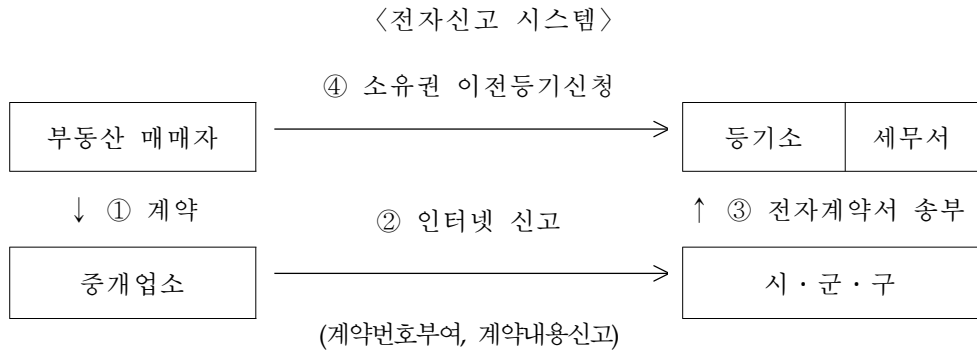 〈전자신고 시스템〉
④ 소유권 이전등기신청
부동산 매매자 등기소 세무서
↓ ① 계약 ② 인터넷 신고 ↑ ③ 전자계약서 송부
중개업소 시·군·구
(계약번호부여, 계약내용신고)